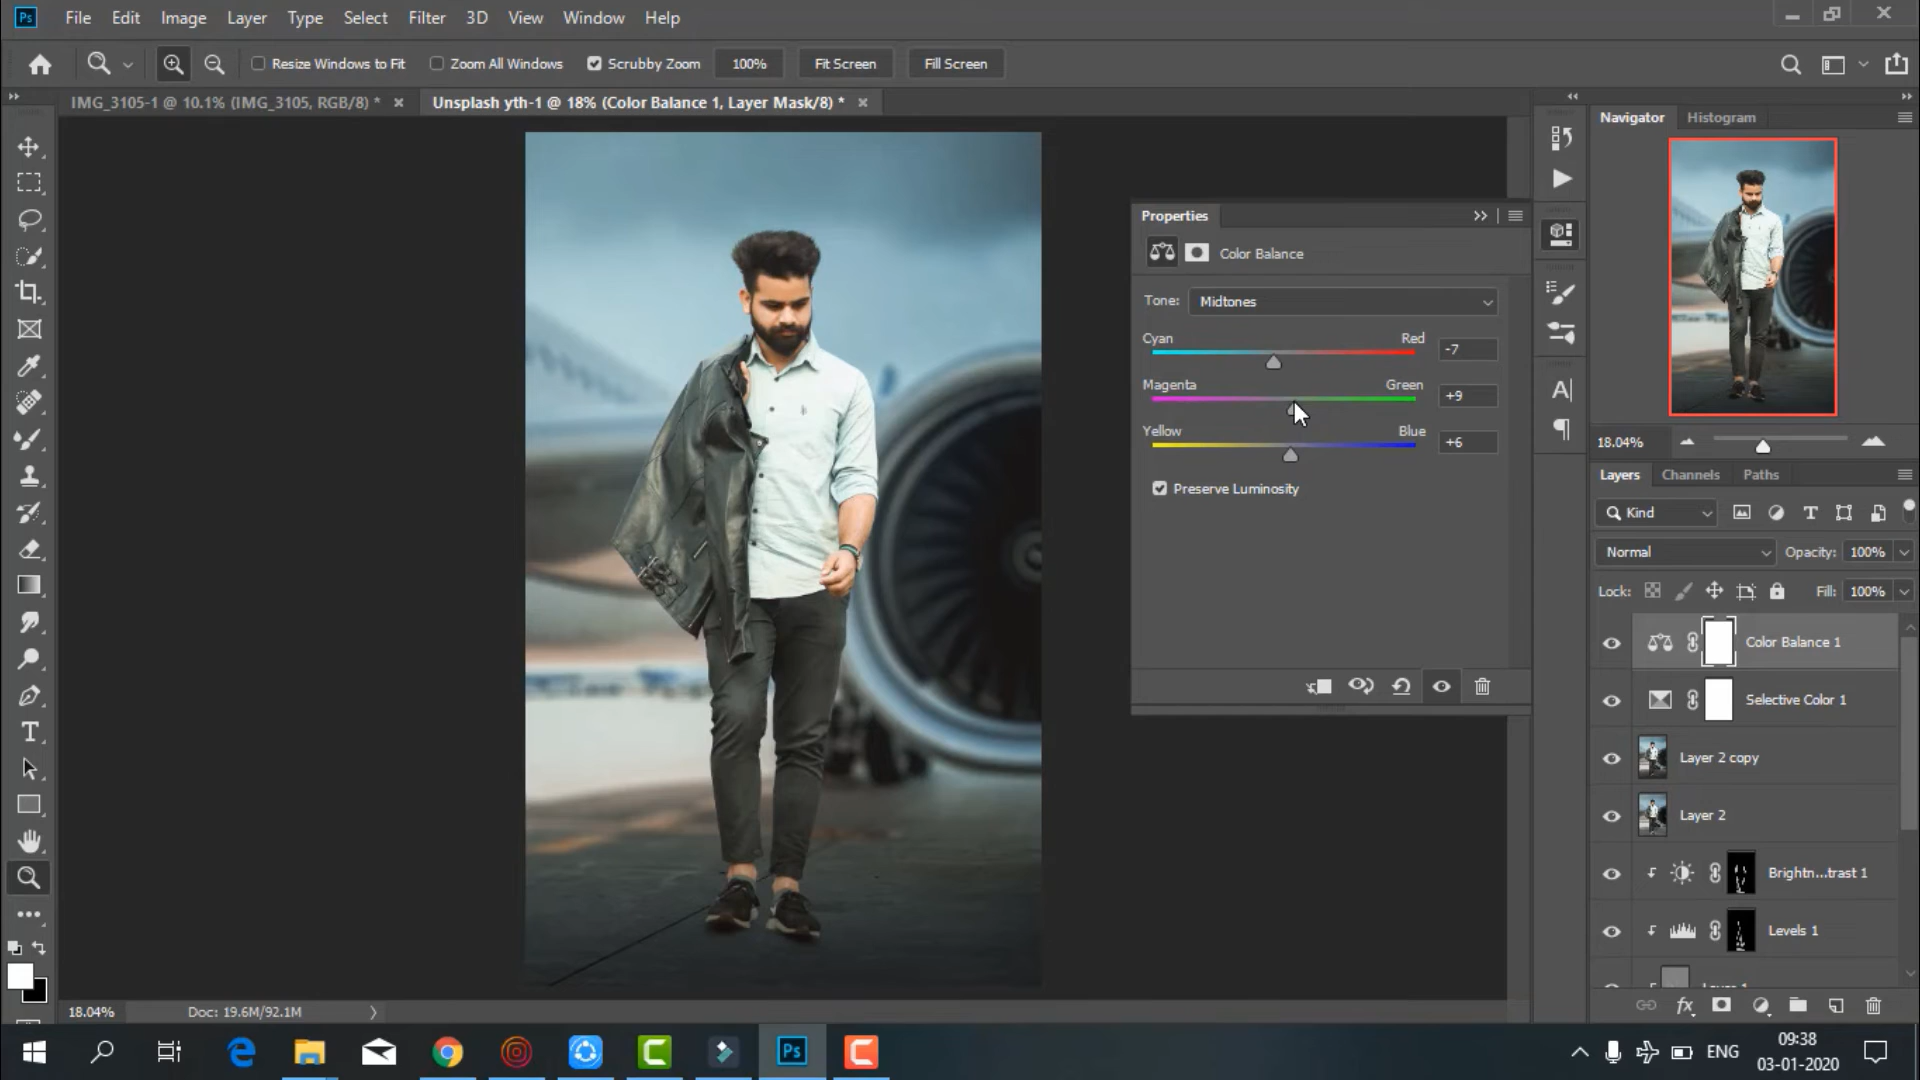 Ps File Edit Image Layer Type Select Filter 3D View Window Help
Resize Windows to Fit Zoom All Windows Scrubby Zoom 100% Fit Screen Fill Screen
IMG_3105-1 @ 10.1% (IMG_3105, RGB/8) * Unsplash yth-1 @ 18% (Color Balance 1, Layer Mask/8) *
Navigator Histogram
Properties
Color Balance
Tone: Midtones
Cyan Red -7
Magenta Green +9
Yellow Blue +6
Preserve Luminosity
18.04%
Layers Channels Paths
Kind
Normal Opacity: 100%
Lock: Fill: 100%
Color Balance 1
Selective Color 1
Layer 2 copy
Layer 2
Brightn...trast 1
Levels 1
18.04% Doc: 19.6M/92.1M
Ps
ENG
09:38
03-01-2020